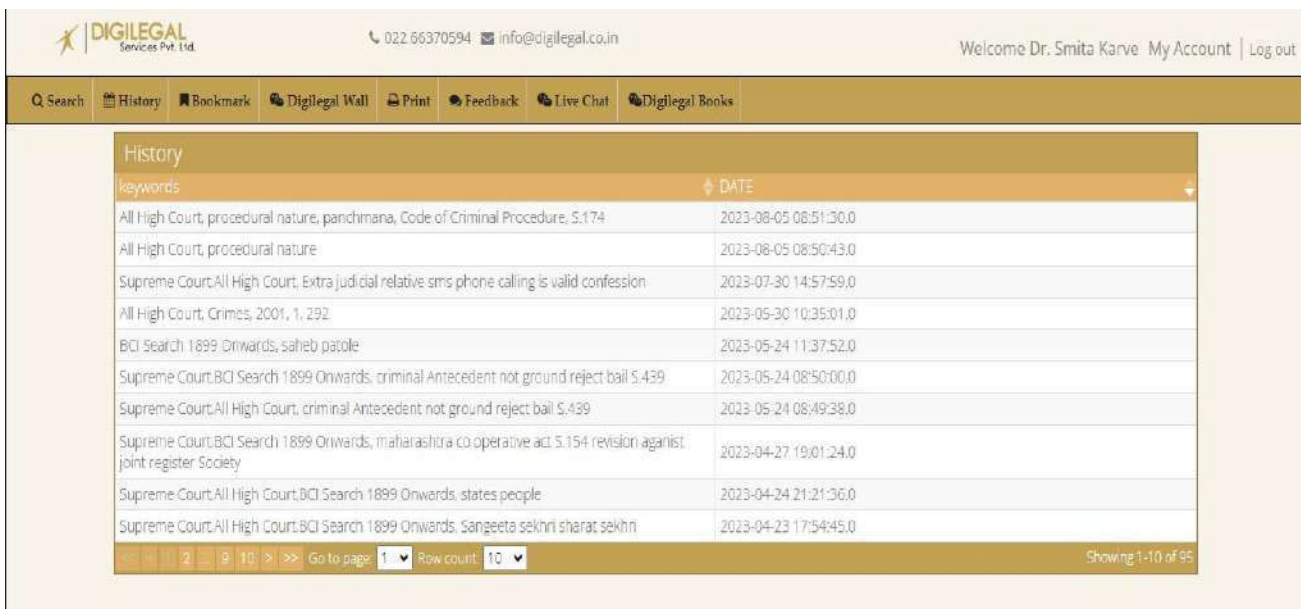 DIGILEGAL
Services Pvt. Ltd.
022 66370594 info@digilegal.co.in
Welcome Dr. Smita Karve My Account | Log out
Search History Bookmark Digilegal Wall Print Feedback Live Chat Digilegal Books
History
keywords DATE
All High Court, procedural nature, panchmana, Code of Criminal Procedure, S.174 2023-08-05 08:51:30.0
All High Court, procedural nature 2023-08-05 08:50:43.0
Supreme Court.All High Court, Extra judicial relative sms phone calling is valid confession 2023-07-30 14:57:59.0
All High Court, Crimes, 2001, 1, 292 2023-05-30 10:35:01.0
BCI Search 1899 Onwards, saheb patole 2023-05-24 11:37:52.0
Supreme Court.BCI Search 1899 Onwards, criminal Antecedent not ground reject bail S.439 2023-05-24 08:50:00.0
Supreme Court.All High Court, criminal Antecedent not ground reject bail S.439 2023-05-24 08:49:38.0
Supreme Court.BCI Search 1899 Onwards, maharashtra co operative act S.154 revision aganist
joint register Society 2023-04-27 19:01:24.0
Supreme Court.All High Court.BCI Search 1899 Onwards, states people 2023-04-24 21:21:36.0
Supreme Court.All High Court.BCI Search 1899 Onwards, Sangeeta sekhri sharat sekhri 2023-04-23 17:54:45.0
2 ... 9 10 > >> Go to page: 1 Row count: 10 Showing 1-10 of 95